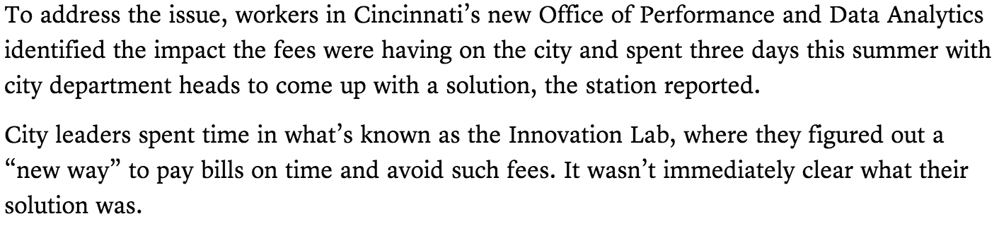 To address the issue, workers in Cincinnati’s new Office of Performance and Data Analytics
identified the impact the fees were having on the city and spent three days this summer with
city department heads to come up with a solution, the station reported.
City leaders spent time in what’s known as the Innovation Lab, where they figured out a
“new way” to pay bills on time and avoid such fees. It wasn’t immediately clear what their
solution was.